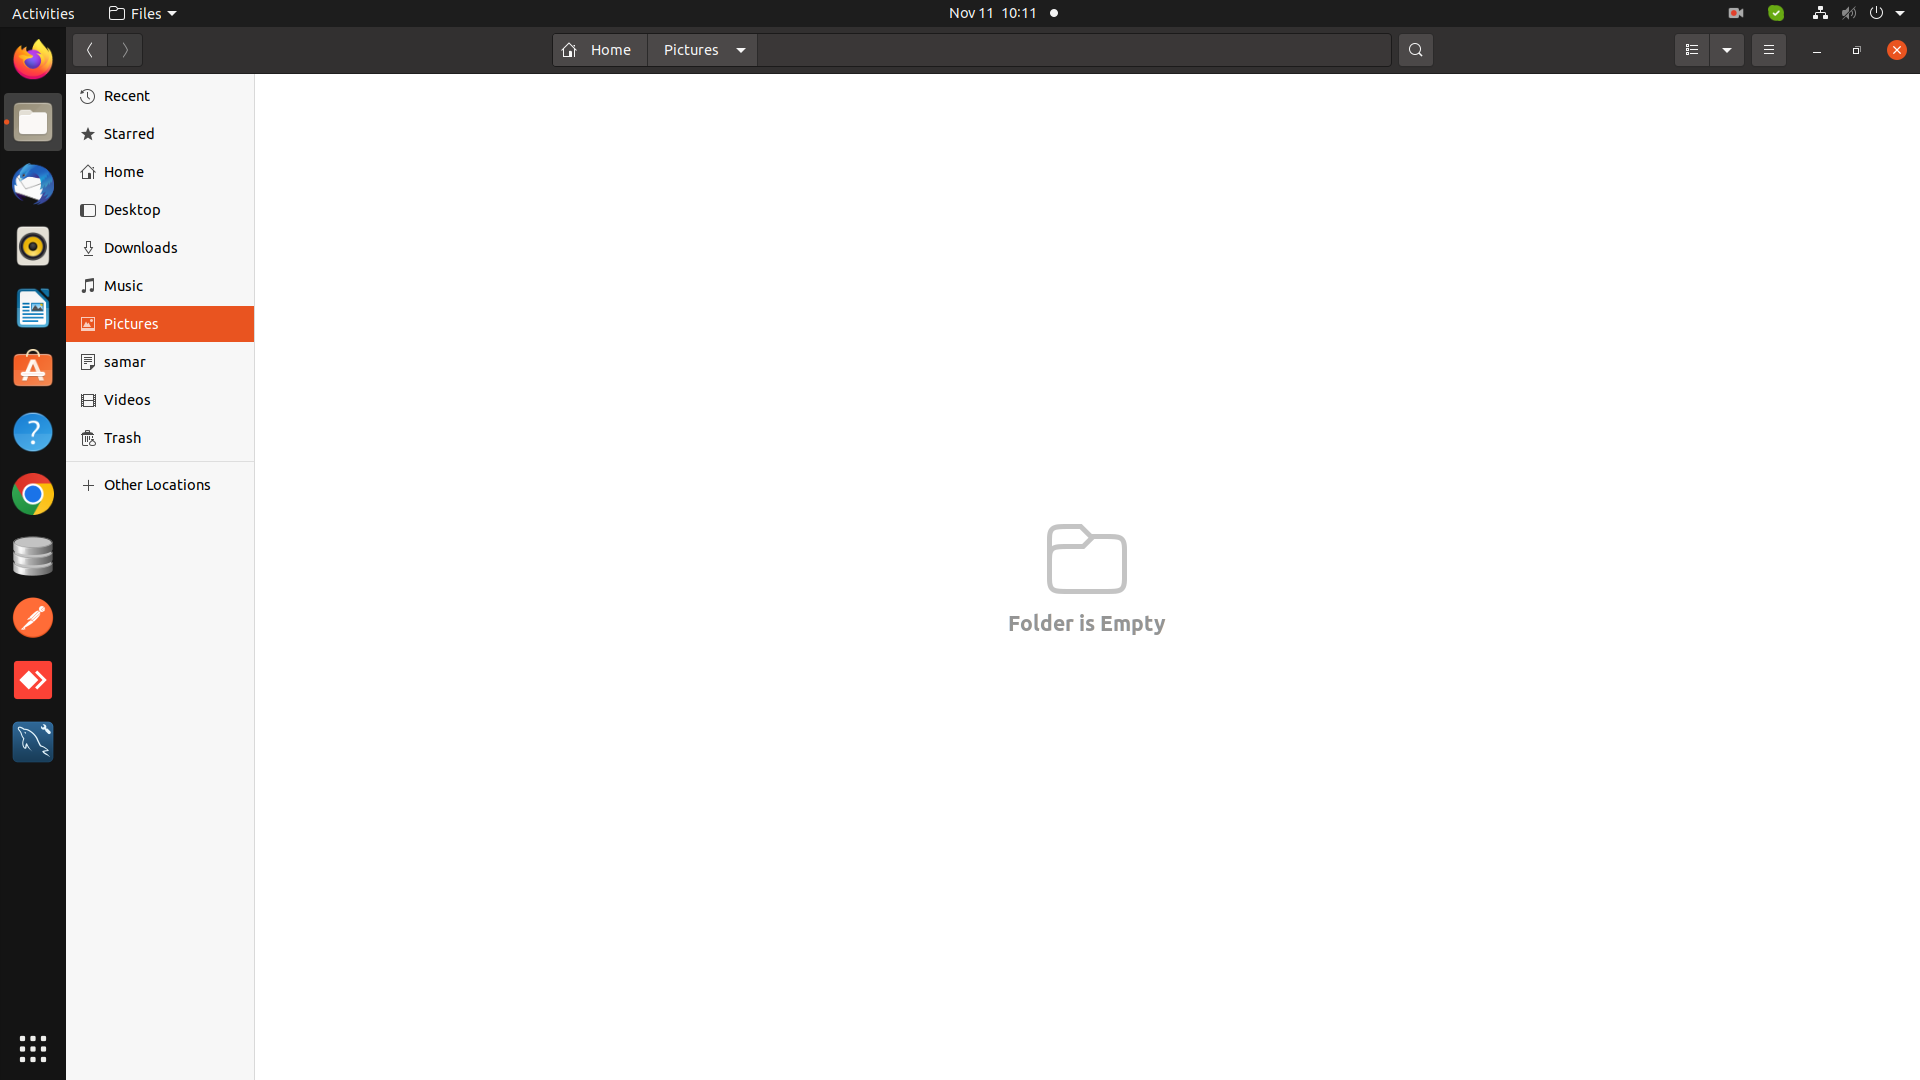 Activities
Files
Nov 11 10:11
Home
Pictures
Recent
Starred
Home
Desktop
Downloads
Music
Pictures
samar
Videos
Trash
Other Locations
Folder is Empty